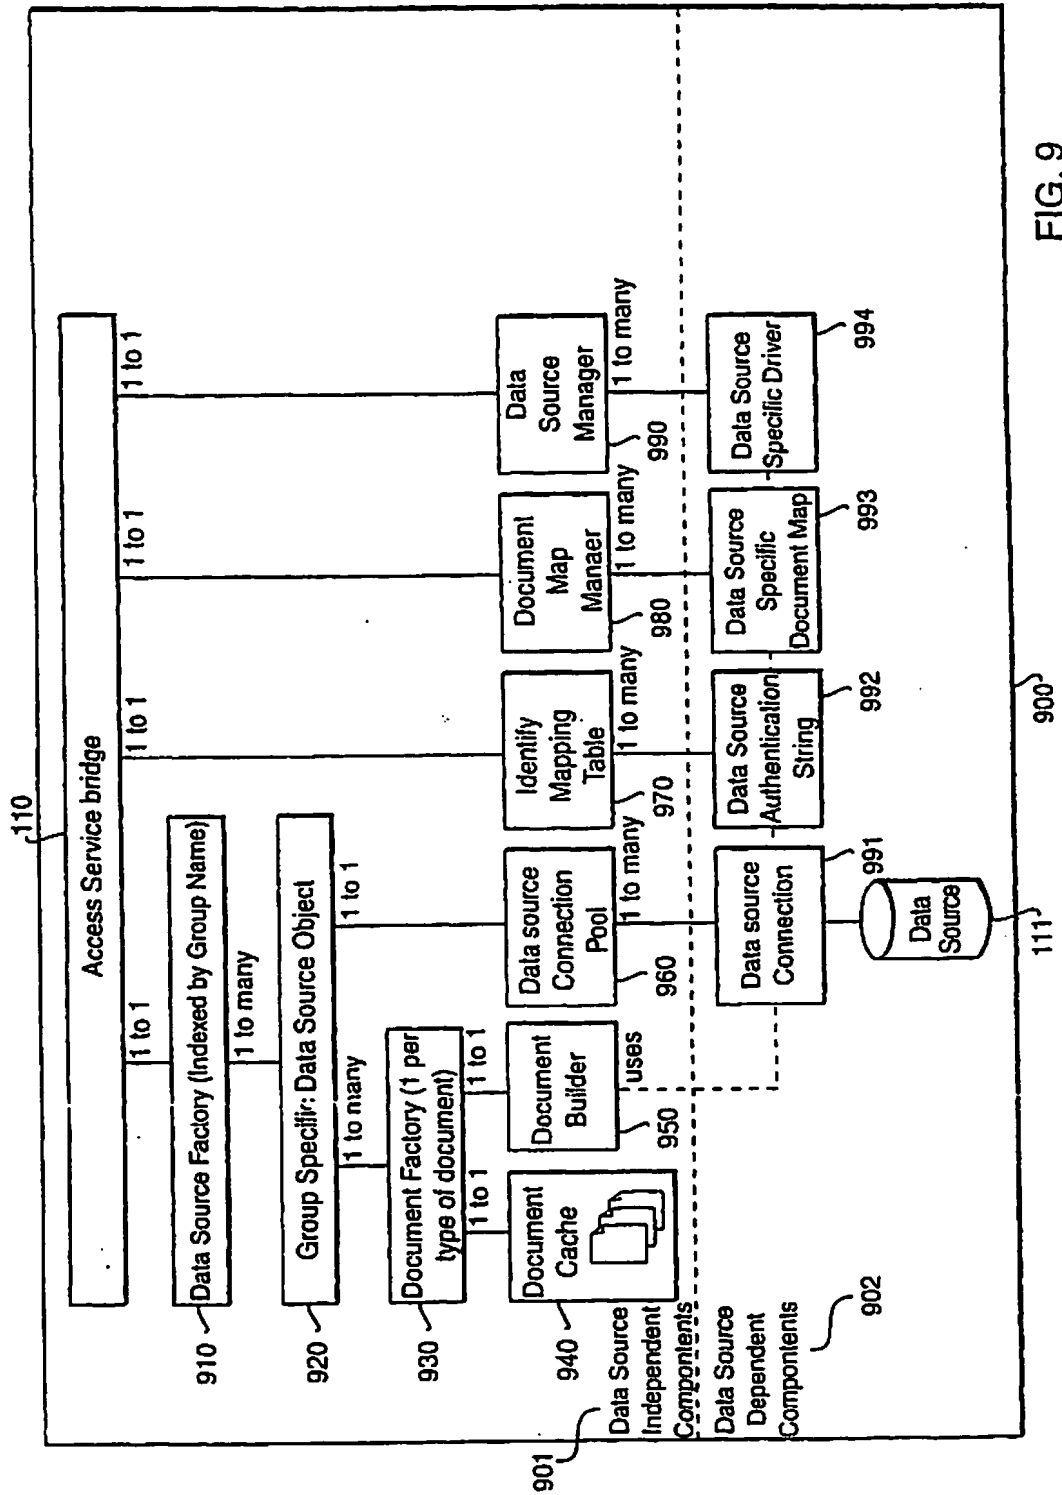 110
Access Service bridge
1 to 1
1 to 1
1 to 1
1 to 1
910
Data Source Factory (Indexed by Group Name)
1 to many
920
Group Specific: Data Source Object
1 to many
1 to 1
930
Document Factory (1 per
type of document)
1 to 1
1 to 1
940
Document
Cache
950
Document
Builder
uses
960
Data source
Connection
Pool
1 to many
970
Identify
Mapping
Table
1 to many
980
Document
Map
Manaer
1 to many
990
Data
Source
Manager
1 to many
901
Data Source
Independent
Compontents
Data Source
Dependent
Compontents
902
Data source
Connection
991
Data Source
Authentication
String
992
Data Source
Specific
Document Map
993
Data Source
Specific Driver
994
Data
Source
111
900
FIG. 9